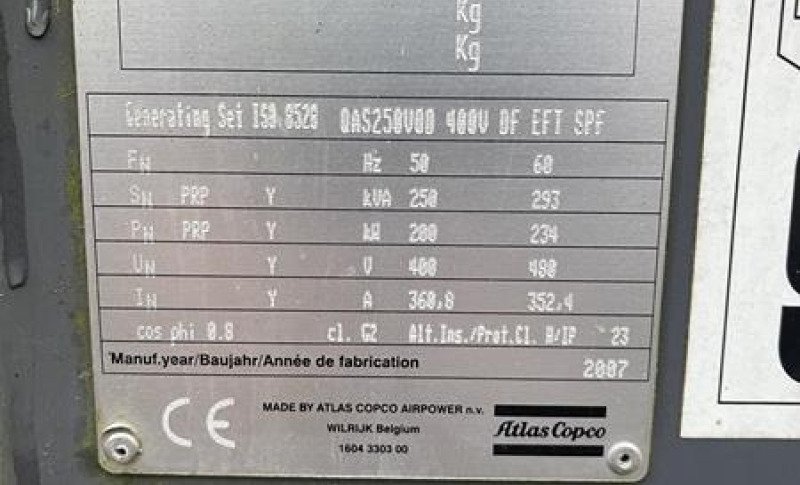 Kg
Kg
Generating Set ISO 8528 QAS250VOD 400V DF EFT SPF
FN Hz 50 60
SN PRP Y kVA 250 293
PN PRP Y kW 200 234
UN Y V 400 480
IN Y A 360,8 352,4
cos phi 0.8 cl. G2 Alt.Ins./Prot.Cl. H/IP 23
Manuf.year/Baujahr/Année de fabrication 2007
CE MADE BY ATLAS COPCO AIRPOWER n.v.
WILRIJK Belgium
1604 3303 00
Atlas Copco